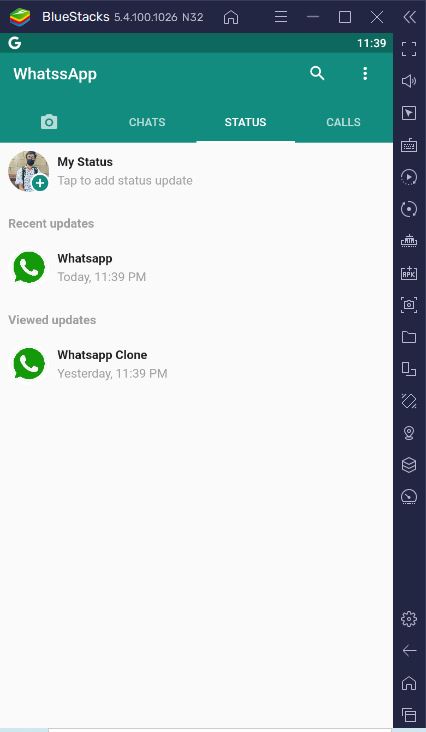 BlueStacks 5.4.100.1026 N32
G 11:39
WhatssApp
CHATS STATUS CALLS
My Status
Tap to add status update
Recent updates
Whatsapp
Today, 11:39 PM
Viewed updates
Whatsapp Clone
Yesterday, 11:39 PM
RPK